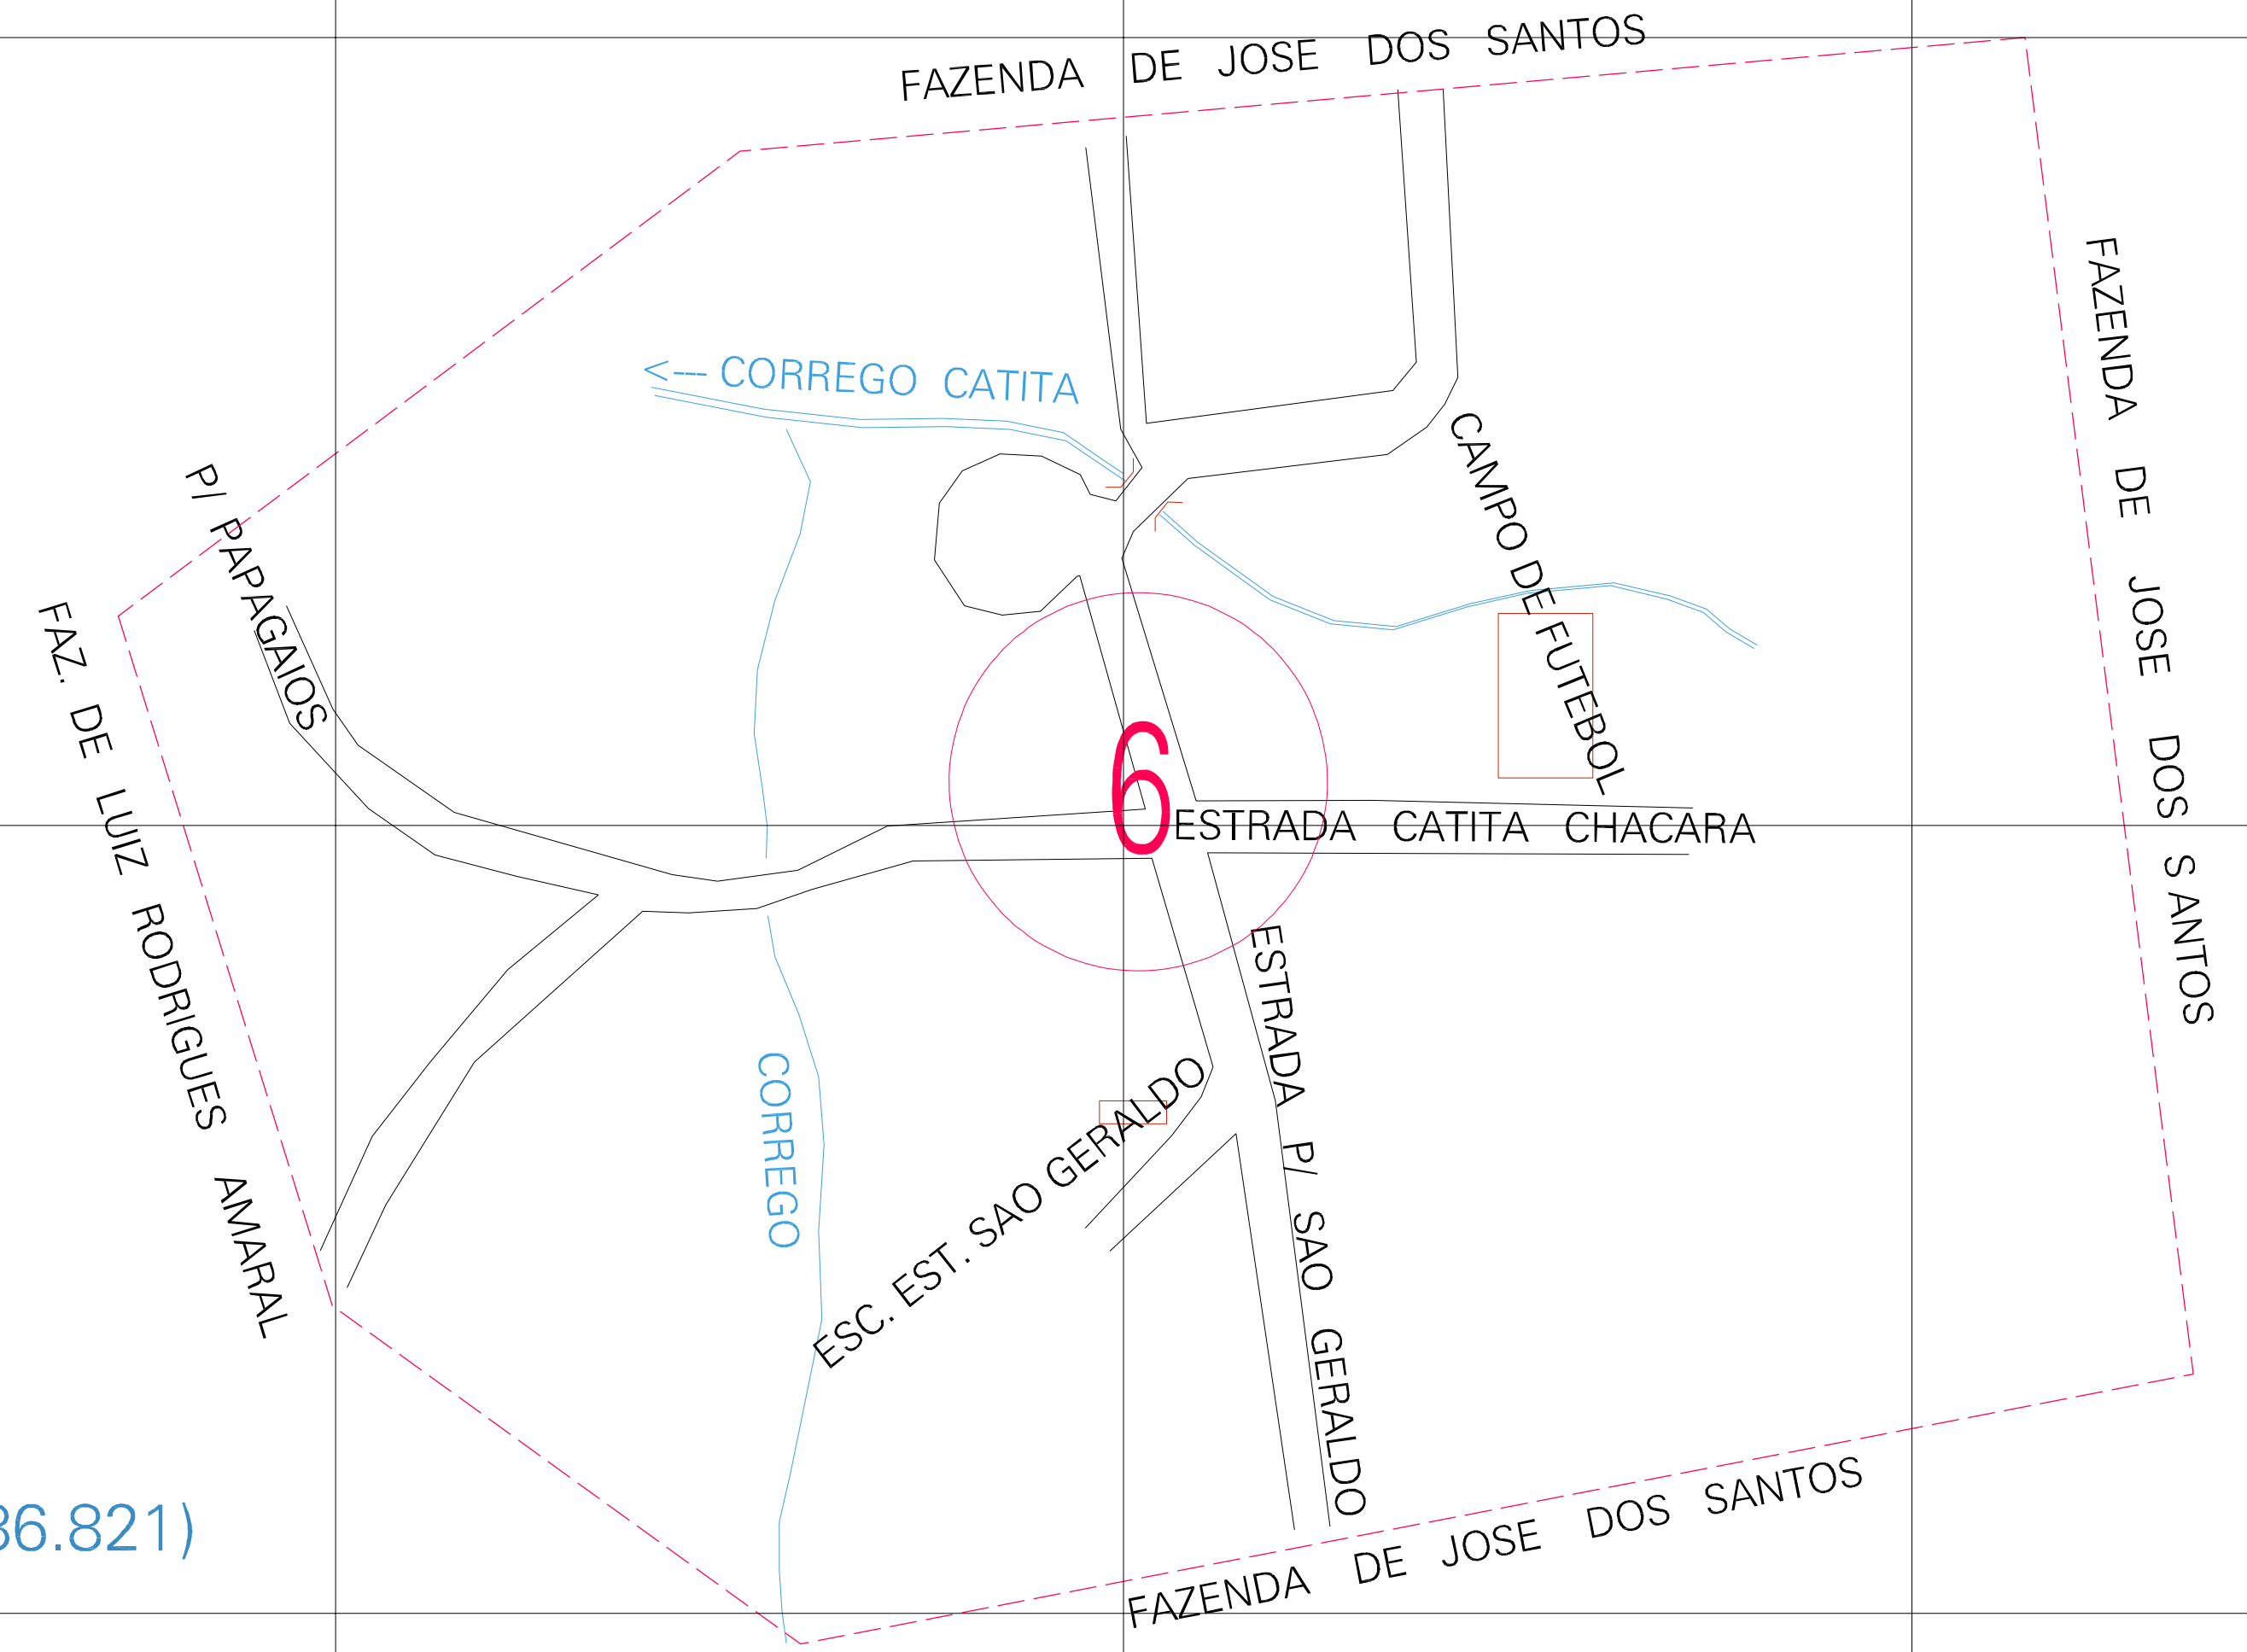 FAZENDA DE JOSE DOS SANTOS
<--- CORREGO CATITA
P/ PAPAGAIOS
FAZ. DE LUIZ RODRIGUES AMARAL
CAMPO DE FUTEBOL
FAZENDA DE JOSE DOS SANTOS
6
ESTRADA CATITA CHACARA
ESTRADA P/ SAO GERALDO
CORREGO
ESC. EST. SAO GERALDO
6.821)
FAZENDA DE JOSE DOS SANTOS